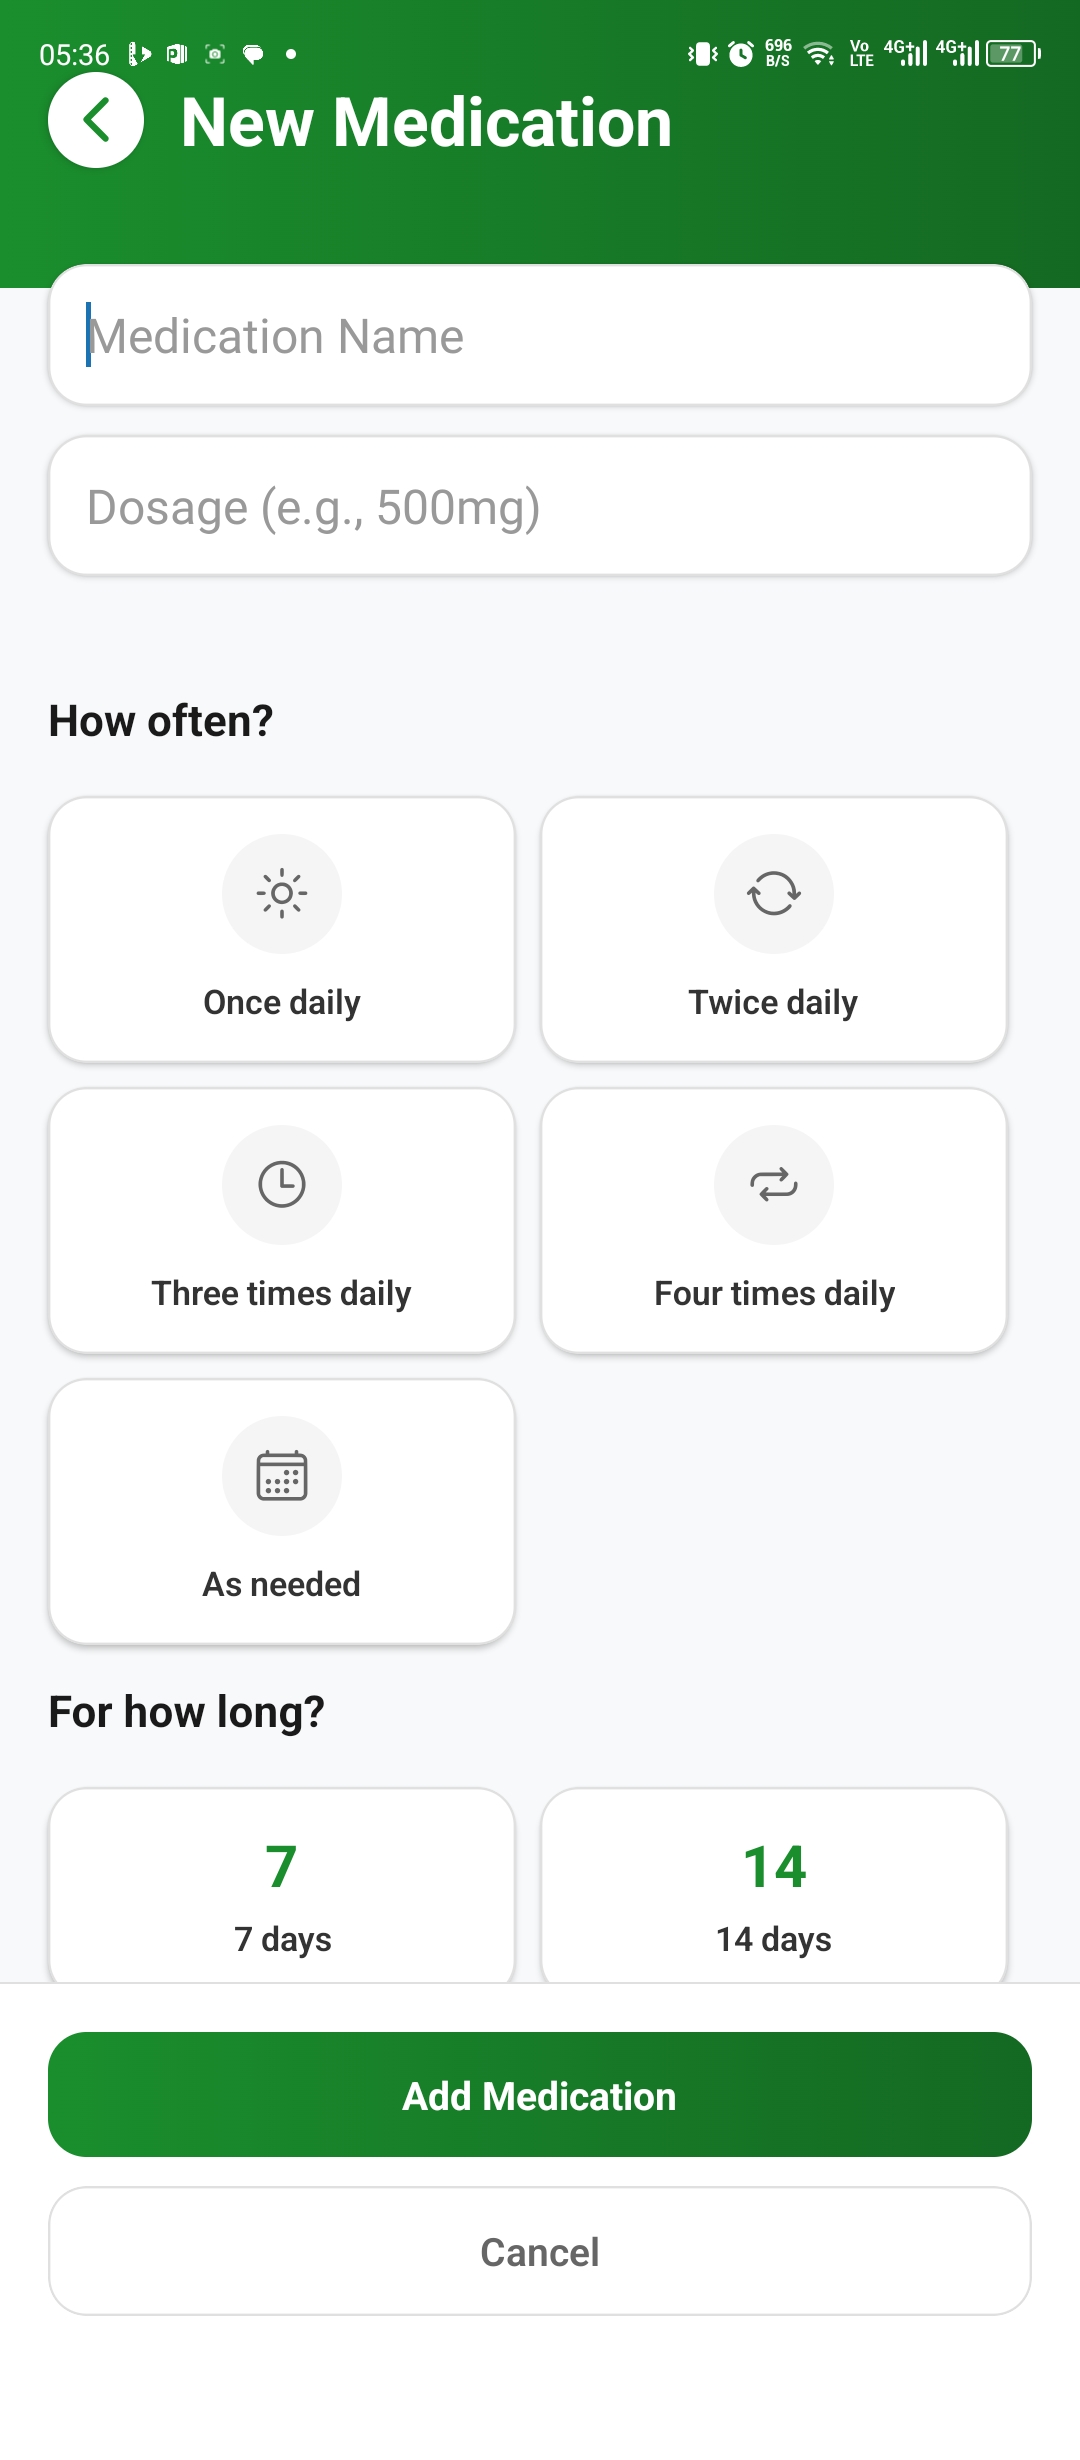 05:36
696 B/S
Vo LTE
4G+
4G+
77
New Medication
Medication Name
Dosage (e.g., 500mg)
How often?
Once daily
Twice daily
Three times daily
Four times daily
As needed
For how long?
7
14
7 days
14 days
Add Medication
Cancel